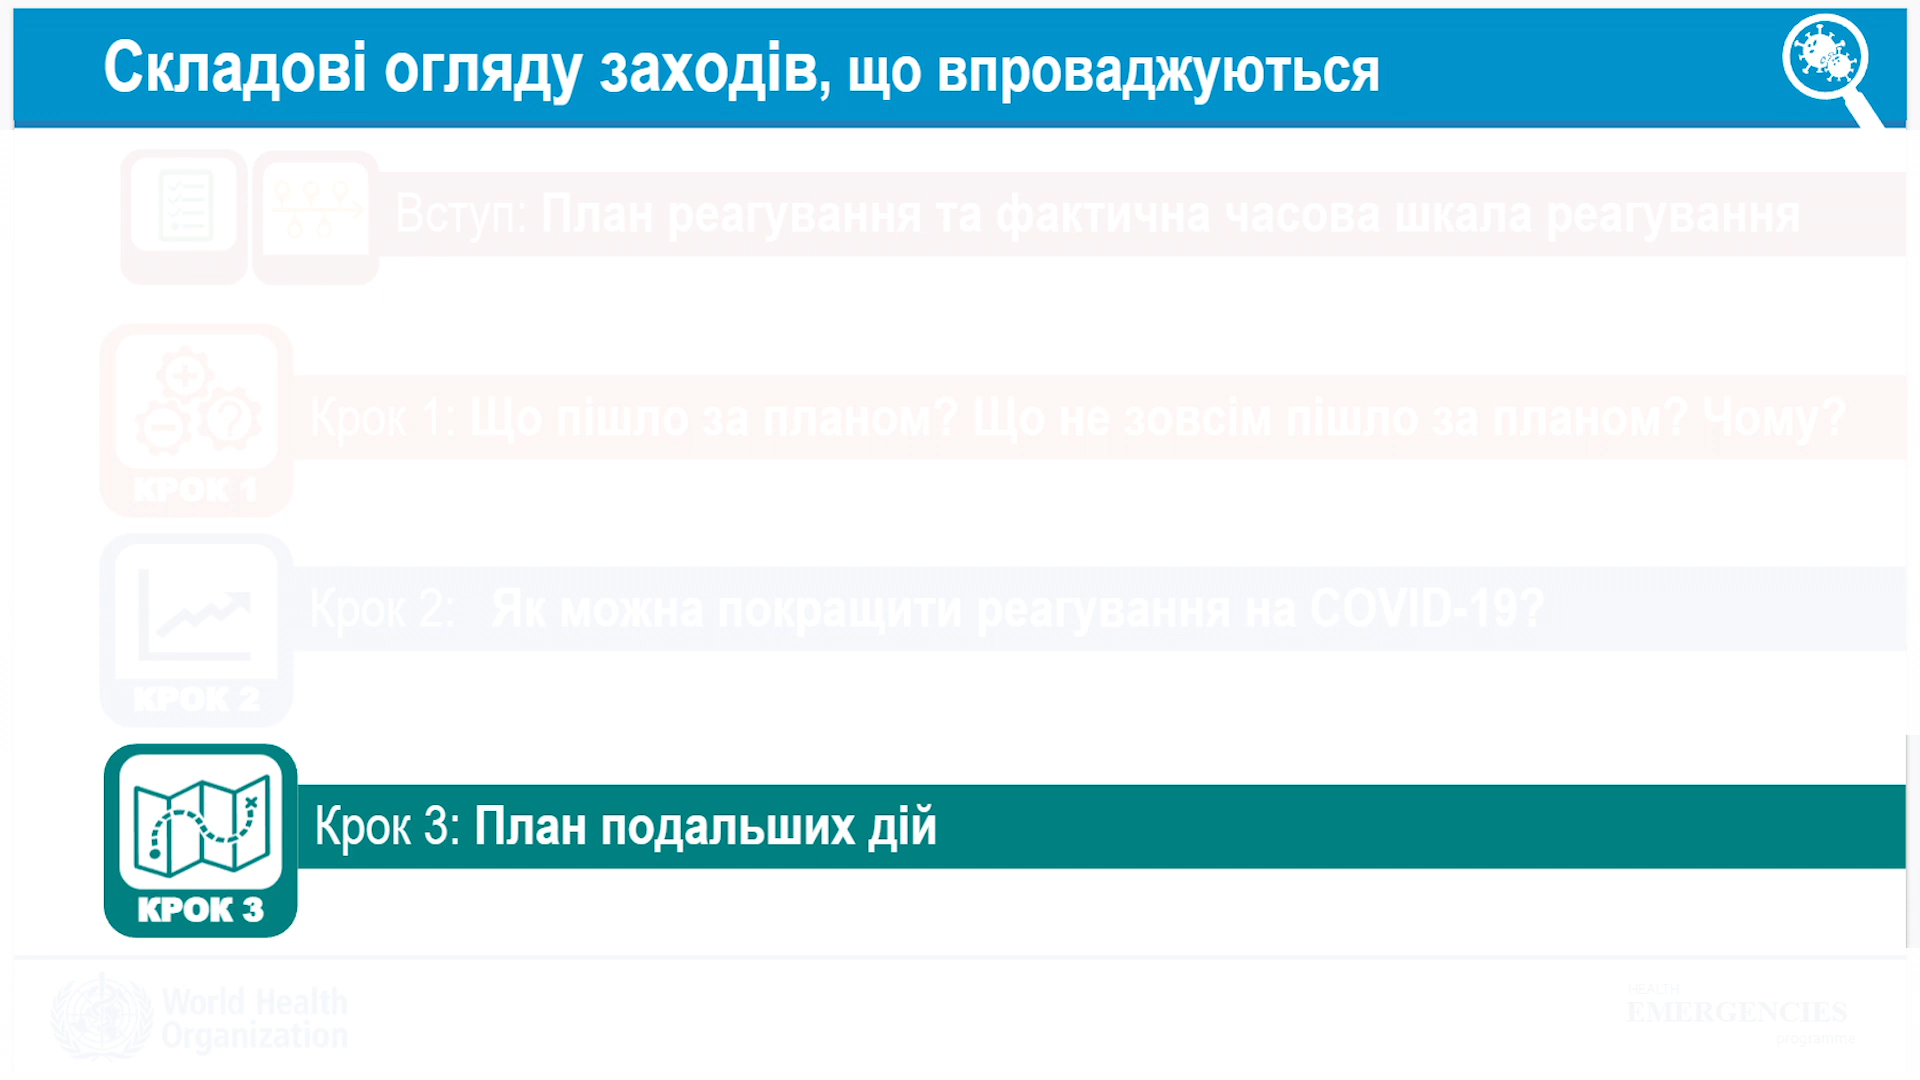 Складові огляду заходів, що впроваджуються
Вступ: План реагування та фактична часова шкала реагування
Крок 1: Що пішло за планом? Що не зовсім пішло за планом? Чому?
КРОК 1
Крок 2: Як можна покращити реагування на COVID-19?
КРОК 2
Крок 3: План подальших дій
КРОК 3
World Health
Organization
HEALTH
EMERGENCIES
programme